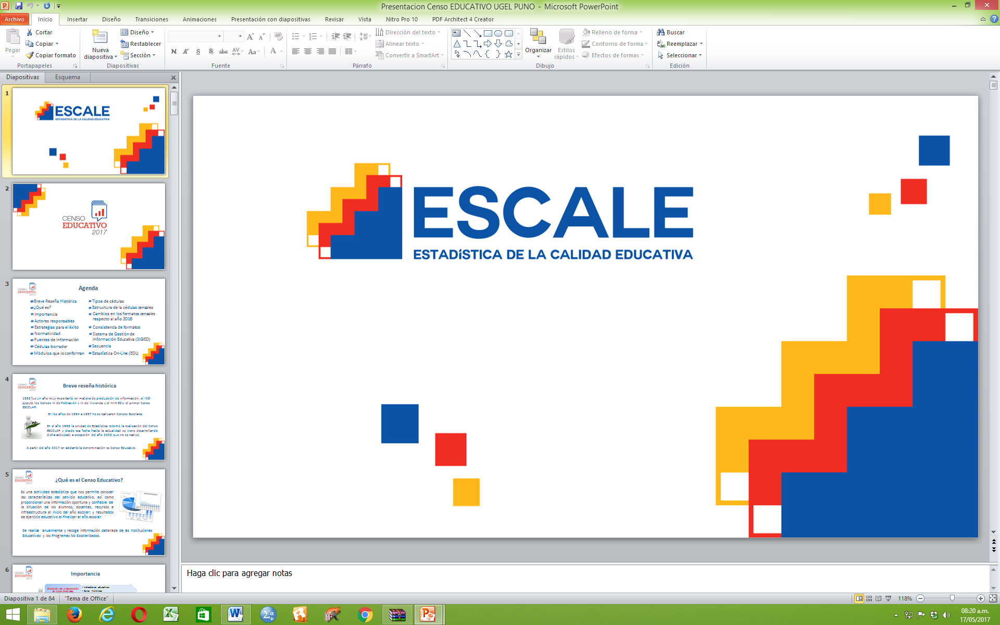 Presentacion Censo EDUCATIVO UGEL PUNO - Microsoft PowerPoint
Archivo Inicio Insertar Diseño Transiciones Animaciones Presentación con diapositivas Revisar Vista Nitro Pro 10 PDF Architect 4 Creator
Pegar
Cortar
Copiar
Copiar formato
Portapapeles
Nueva diapositiva
Diseño
Restablecer
Sección
Diapositivas
N K S S abc AV Aa A
Fuente
Dirección del texto
Alinear texto
Convertir a SmartArt
Párrafo
Organizar
Estilos rápidos
Relleno de forma
Contorno de forma
Efectos de formas
Dibujo
Buscar
Reemplazar
Seleccionar
Edición
Diapositivas Esquema
1
ESCALE
ESTADÍSTICA DE LA CALIDAD EDUCATIVA
2
CENSO
EDUCATIVO
2017
3
CENSO
EDUCATIVO
2017
Agenda
Breve Reseña Histórica
¿Qué es?
Importancia
Actores responsables
Estrategias para el éxito
Normatividad
Fuentes de información
Cédulas borrador
Módulos que lo conforman
Tipos de cédulas
Estructura de la cédulas censales
Cambios en los formatos censales
respecto al año 2016
Consistencia de formatos
Sistema de Gestión de
Información Educativa (SIGIED)
Secuencia
Estadística On-Line (EOL)
4
CENSO
EDUCATIVO
2017
Breve reseña histórica
1993 fue un año muy importante en materia de producción de información, el INEI
ejecutó los Censos IX de Población y IX de Vivienda y el MINEDU el primer Censo
ESCOLAR.
En los años de 1994 a 1997 no se realizaron Censos Escolares.
En el año 1998 la Unidad de Estadística retomó la realización del Censo
ESCOLAR y desde esa fecha hasta la actualidad se viene desarrollando
dicha actividad; a excepción del año 2003 que no se realizó.
A partir del año 2017 en adelante la denominación es Censo Educativo.
5
CENSO
EDUCATIVO
2017
¿Qué es el Censo Educativo?
Es una actividad estadística que nos permite conocer
las características del servicio educativo, así como
proporcionar una información oportuna y confiable de
la situación de los alumnos, docentes, recursos e
infraestructura al inicio del año escolar; y resultados
de ejercicio educativo al finalizar el año escolar.
Se realiza anualmente y recoge información detallada de las Instituciones
Educativas y los Programas No Escolarizados.
6
CENSO
EDUCATIVO
2017
Importancia
SITUACIÓN DE LA EDUCACIÓN
Indicadores educativos
Series históricas
ESCALE
ESTADÍSTICA DE LA CALIDAD EDUCATIVA
Haga clic para agregar notas
Diapositiva 1 de 84 "Tema de Office" 118%
08:20 a.m.
17/05/2017